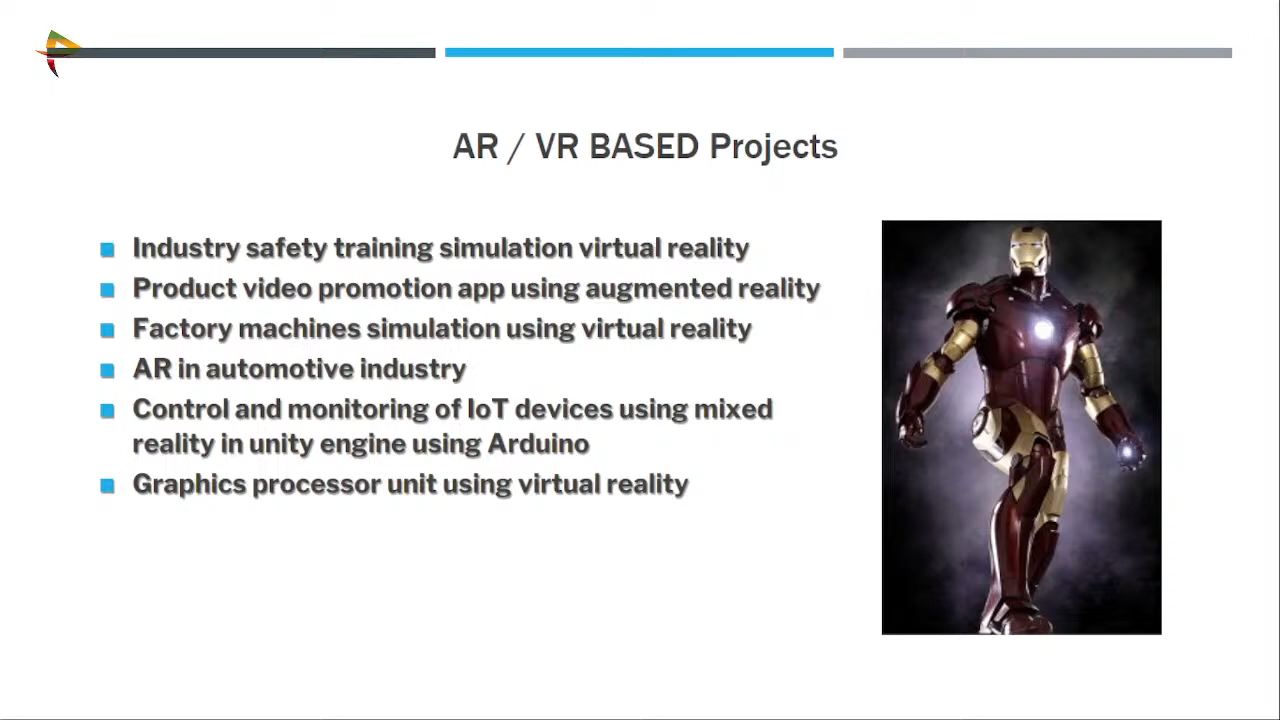 AR / VR BASED Projects
Industry safety training simulation virtual reality
Product video promotion app using augmented reality
Factory machines simulation using virtual reality
AR in automotive industry
Control and monitoring of IoT devices using mixed
reality in unity engine using Arduino
Graphics processor unit using virtual reality